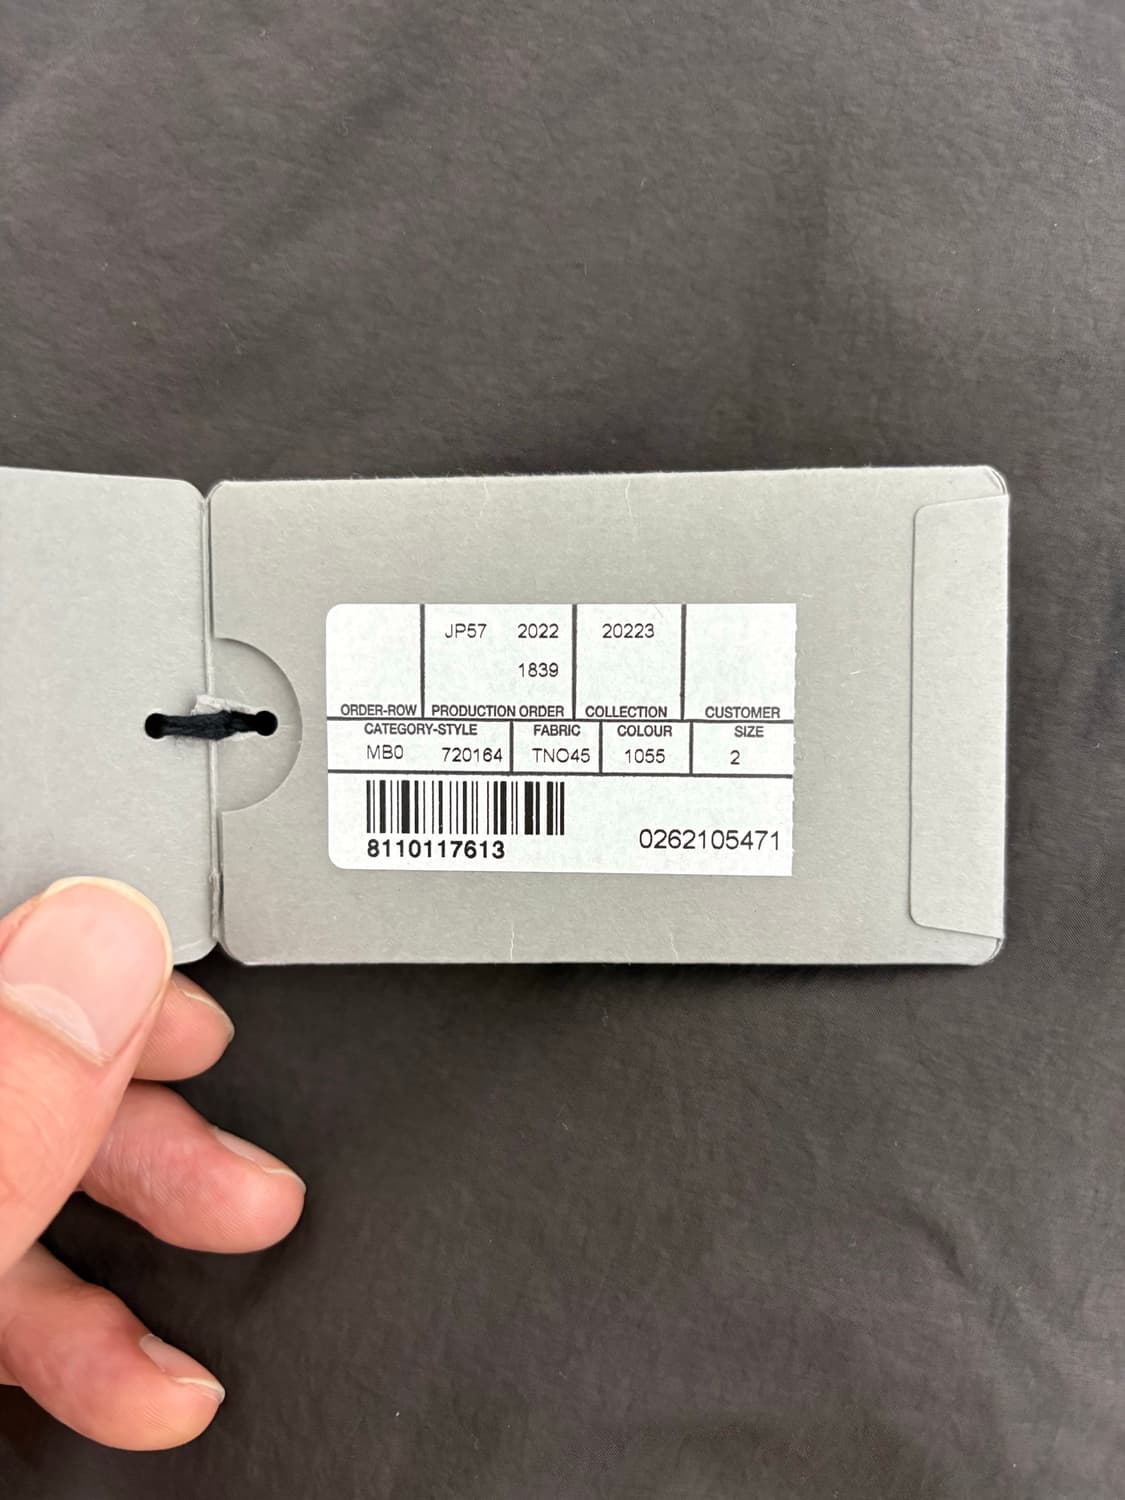 JP57 2022 20223
1839
ORDER-ROW PRODUCTION ORDER COLLECTION CUSTOMER
CATEGORY-STYLE FABRIC COLOUR SIZE
MB0 720164 TNO45 1055 2
8110117613 0262105471